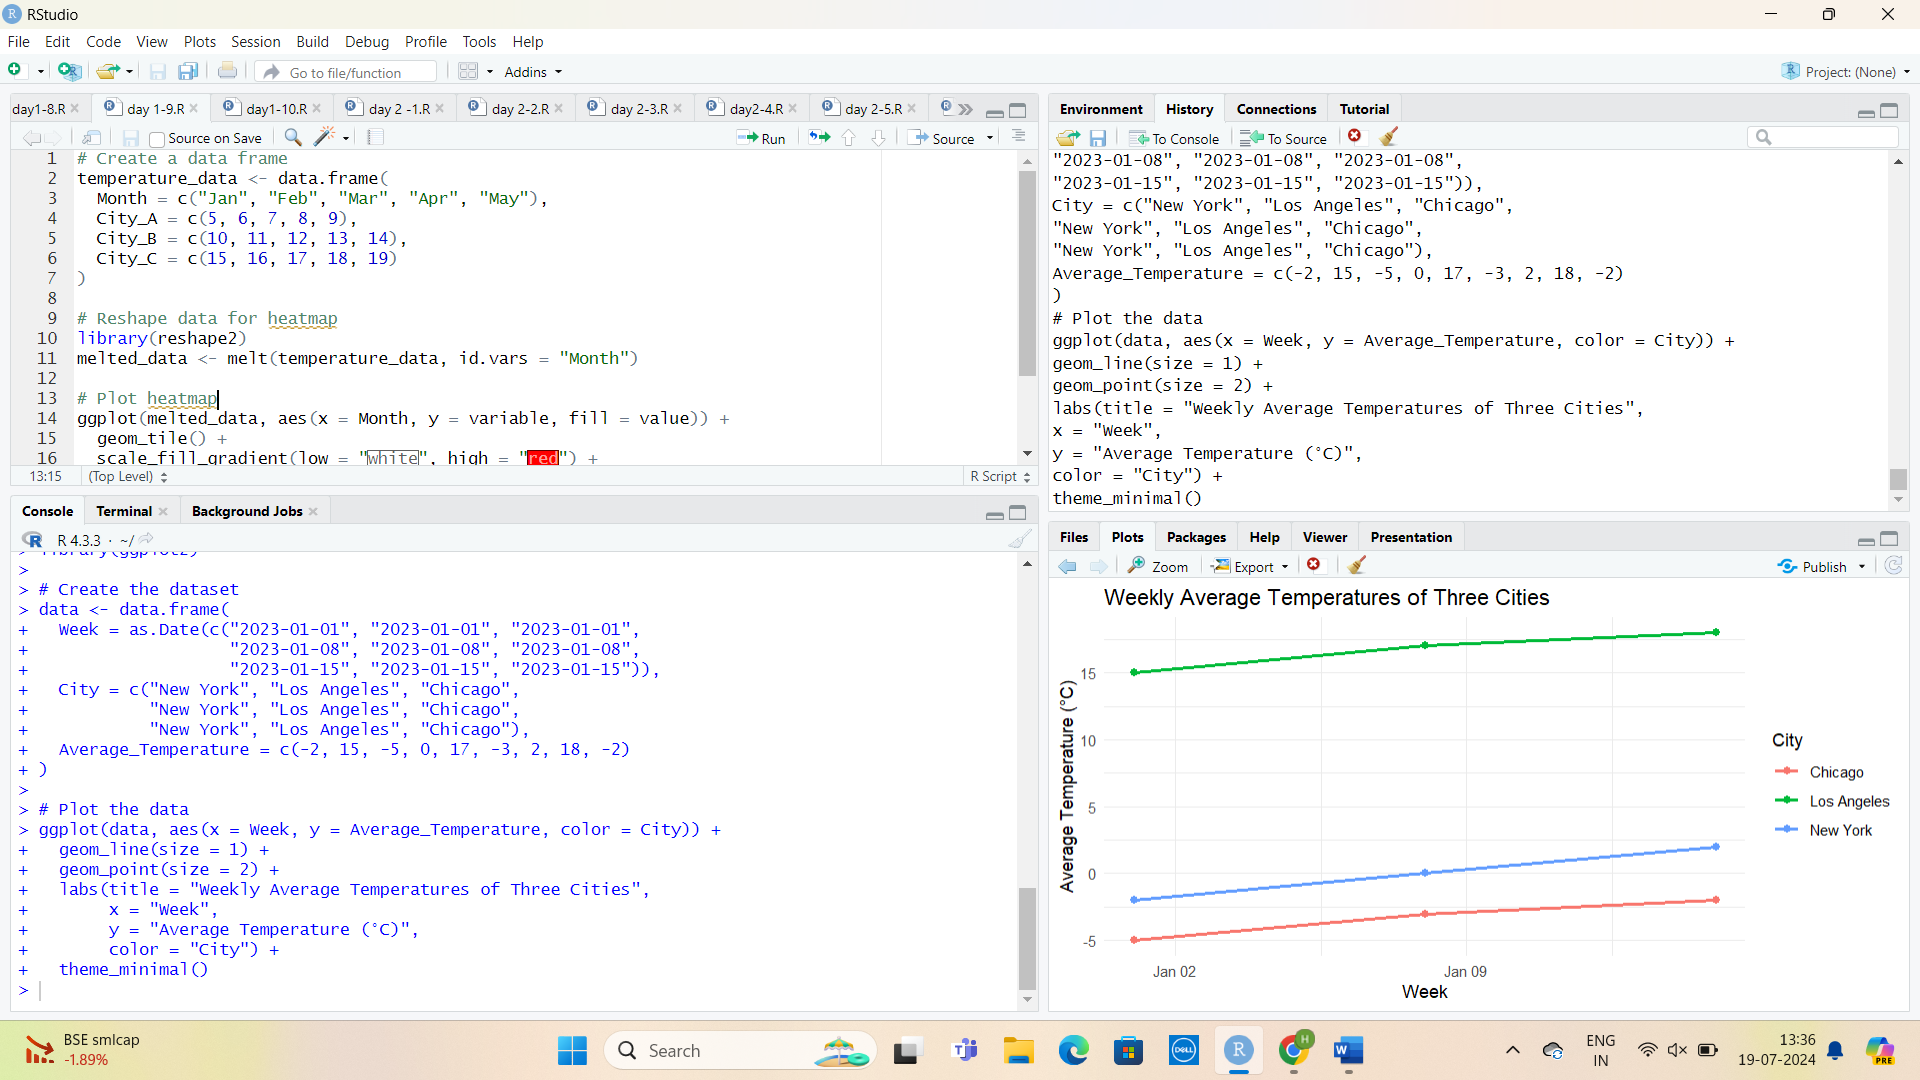 RStudio
File Edit Code View Plots Session Build Debug Profile Tools Help
Go to file/function
Addins
Project: (None)
day1-8.R day 1-9.R day1-10.R day 2 -1.R day 2-2.R day 2-3.R day2-4.R day 2-5.R
Source on Save Run Source
1 # Create a data frame
2 temperature_data <- data.frame(
3 Month = c("Jan", "Feb", "Mar", "Apr", "May"),
4 City_A = c(5, 6, 7, 8, 9),
5 City_B = c(10, 11, 12, 13, 14),
6 City_C = c(15, 16, 17, 18, 19)
7 )
8
9 # Reshape data for heatmap
10 library(reshape2)
11 melted_data <- melt(temperature_data, id.vars = "Month")
12
13 # Plot heatmap
14 ggplot(melted_data, aes(x = Month, y = variable, fill = value)) +
15 geom_tile() +
16 scale_fill_gradient(low = "white", high = "red") +
13:15 (Top Level) R Script
Console Terminal Background Jobs
R 4.3.3 · ~/
> library(ggplot2)
>
> # Create the dataset
> data <- data.frame(
+ Week = as.Date(c("2023-01-01", "2023-01-01", "2023-01-01",
+ "2023-01-08", "2023-01-08", "2023-01-08",
+ "2023-01-15", "2023-01-15", "2023-01-15")),
+ City = c("New York", "Los Angeles", "Chicago",
+ "New York", "Los Angeles", "Chicago",
+ "New York", "Los Angeles", "Chicago"),
+ Average_Temperature = c(-2, 15, -5, 0, 17, -3, 2, 18, -2)
+ )
>
> # Plot the data
> ggplot(data, aes(x = Week, y = Average_Temperature, color = City)) +
+ geom_line(size = 1) +
+ geom_point(size = 2) +
+ labs(title = "Weekly Average Temperatures of Three Cities",
+ x = "Week",
+ y = "Average Temperature (°C)",
+ color = "City") +
+ theme_minimal()
>
Environment History Connections Tutorial
To Console To Source
"2023-01-08", "2023-01-08", "2023-01-08",
"2023-01-15", "2023-01-15", "2023-01-15")),
City = c("New York", "Los Angeles", "Chicago",
"New York", "Los Angeles", "Chicago",
"New York", "Los Angeles", "Chicago"),
Average_Temperature = c(-2, 15, -5, 0, 17, -3, 2, 18, -2)
)
# Plot the data
ggplot(data, aes(x = Week, y = Average_Temperature, color = City)) +
geom_line(size = 1) +
geom_point(size = 2) +
labs(title = "Weekly Average Temperatures of Three Cities",
x = "Week",
y = "Average Temperature (°C)",
color = "City") +
theme_minimal()
Files Plots Packages Help Viewer Presentation
Zoom Export Publish
Weekly Average Temperatures of Three Cities
Average Temperature (°C)
15
10
5
0
-5
Jan 02 Jan 09
Week
City
Chicago
Los Angeles
New York
BSE smlcap
-1.89%
Search
DELL
ENG
IN
13:36
19-07-2024
PRE